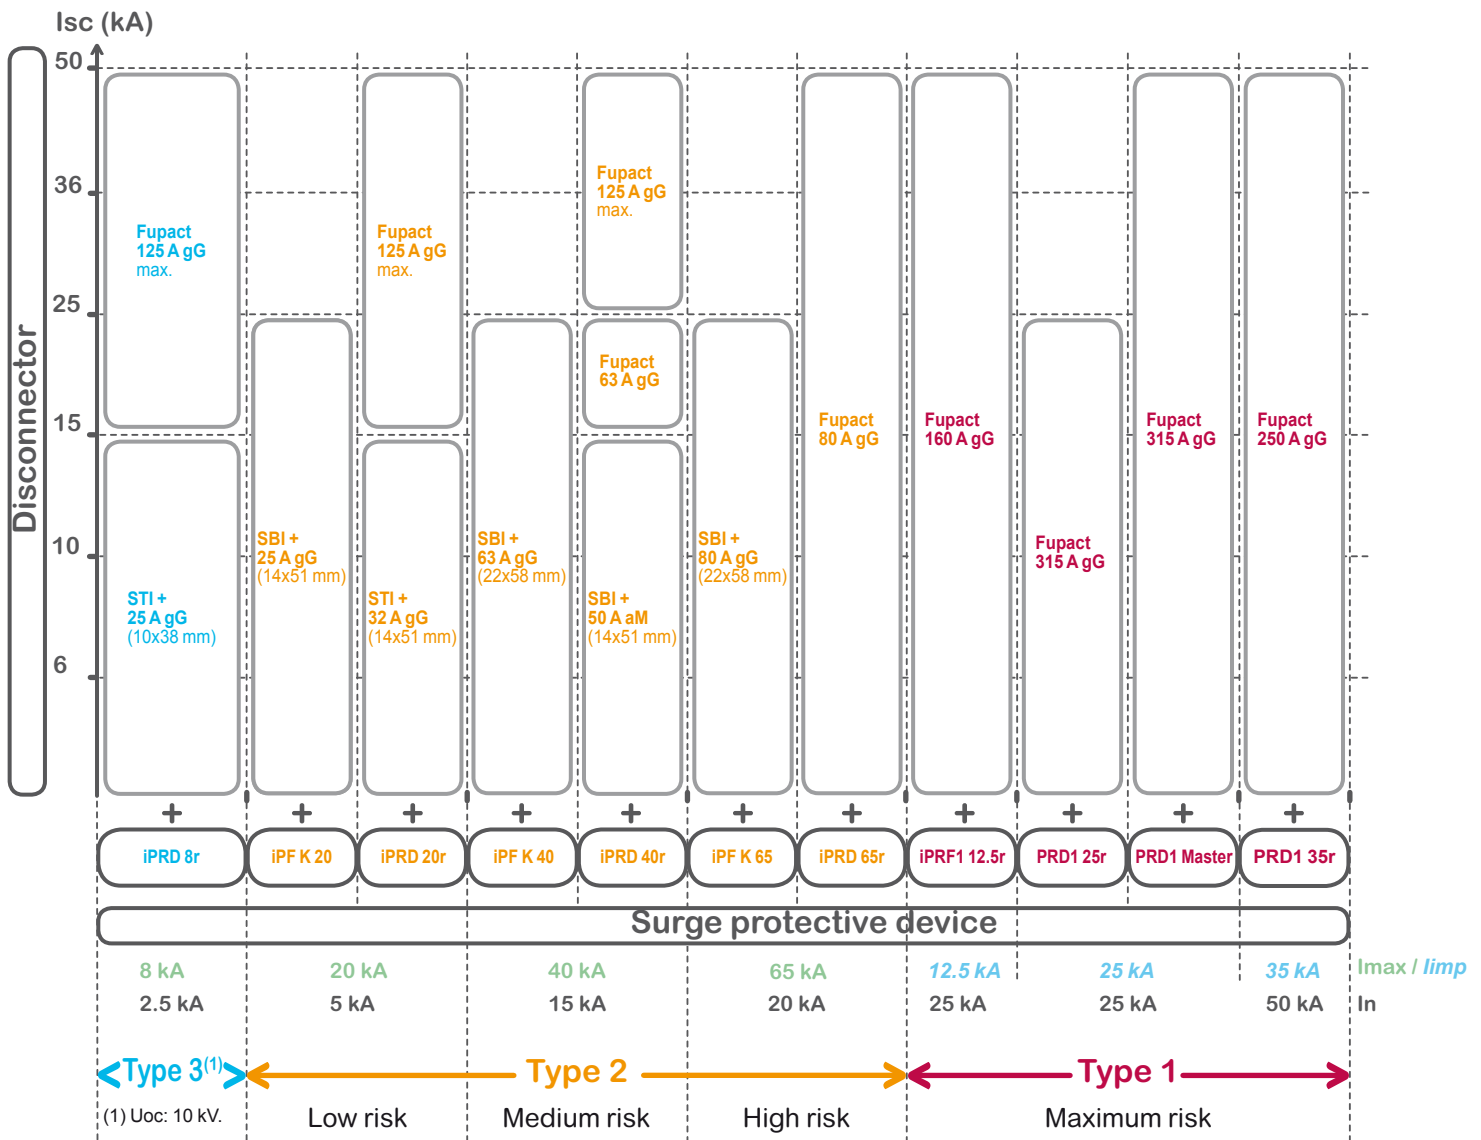 Isc (kA)
50
36
25
15
10
6
Disconnector
Fupact
125 A gG
max.
STI +
25 A gG
(10x38 mm)
SBI +
25 A gG
(14x51 mm)
Fupact
125 A gG
max.
STI +
32 A gG
(14x51 mm)
SBI +
63 A gG
(22x58 mm)
Fupact
125 A gG
max.
Fupact
63 A gG
SBI +
50 A aM
(14x51 mm)
SBI +
80 A gG
(22x58 mm)
Fupact
80 A gG
Fupact
160 A gG
Fupact
315 A gG
Fupact
315 A gG
Fupact
250 A gG
+ + + + + + + + + + +
iPRD 8r iPF K 20 iPRD 20r iPF K 40 iPRD 40r iPF K 65 iPRD 65r iPRF1 12.5r PRD1 25r PRD1 Master PRD1 35r
Surge protective device
8 kA 20 kA 40 kA 65 kA 12.5 kA 25 kA 35 kA Imax / Iimp
2.5 kA 5 kA 15 kA 20 kA 25 kA 25 kA 50 kA In
Type 3(1) Type 2 Type 1
(1) Uoc: 10 kV. Low risk Medium risk High risk Maximum risk